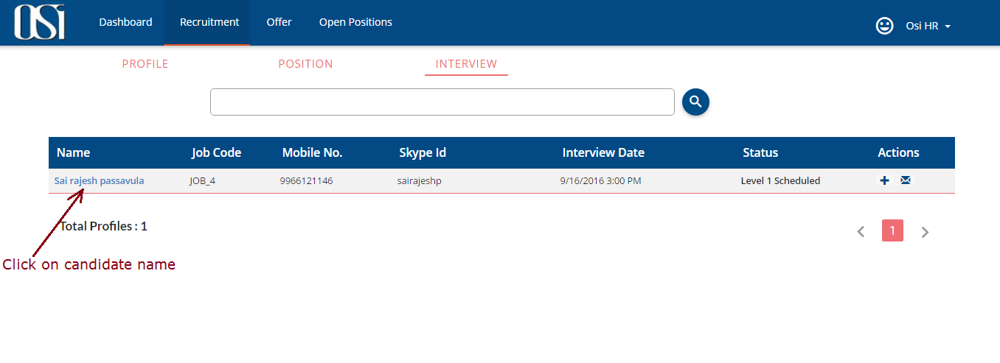 OSi Dashboard Recruitment Offer Open Positions Osi HR
PROFILE POSITION INTERVIEW
Name Job Code Mobile No. Skype Id Interview Date Status Actions
Sai rajesh passavula JOB_4 9966121146 sairajeshp 9/16/2016 3:00 PM Level 1 Scheduled
Total Profiles : 1 1
Click on candidate name